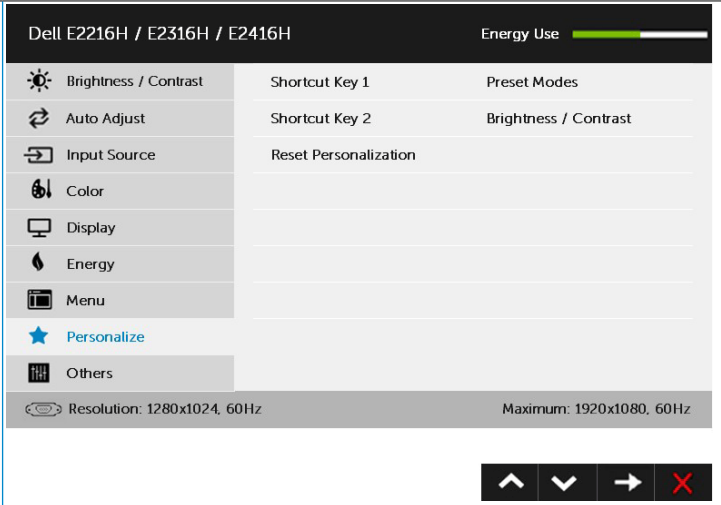 Dell E2216H / E2316H / E2416H
Energy Use
Brightness / Contrast
Shortcut Key 1
Preset Modes
Auto Adjust
Shortcut Key 2
Brightness / Contrast
Input Source
Reset Personalization
Color
Display
Energy
Menu
Personalize
Others
Resolution: 1280x1024, 60Hz
Maximum: 1920x1080, 60Hz